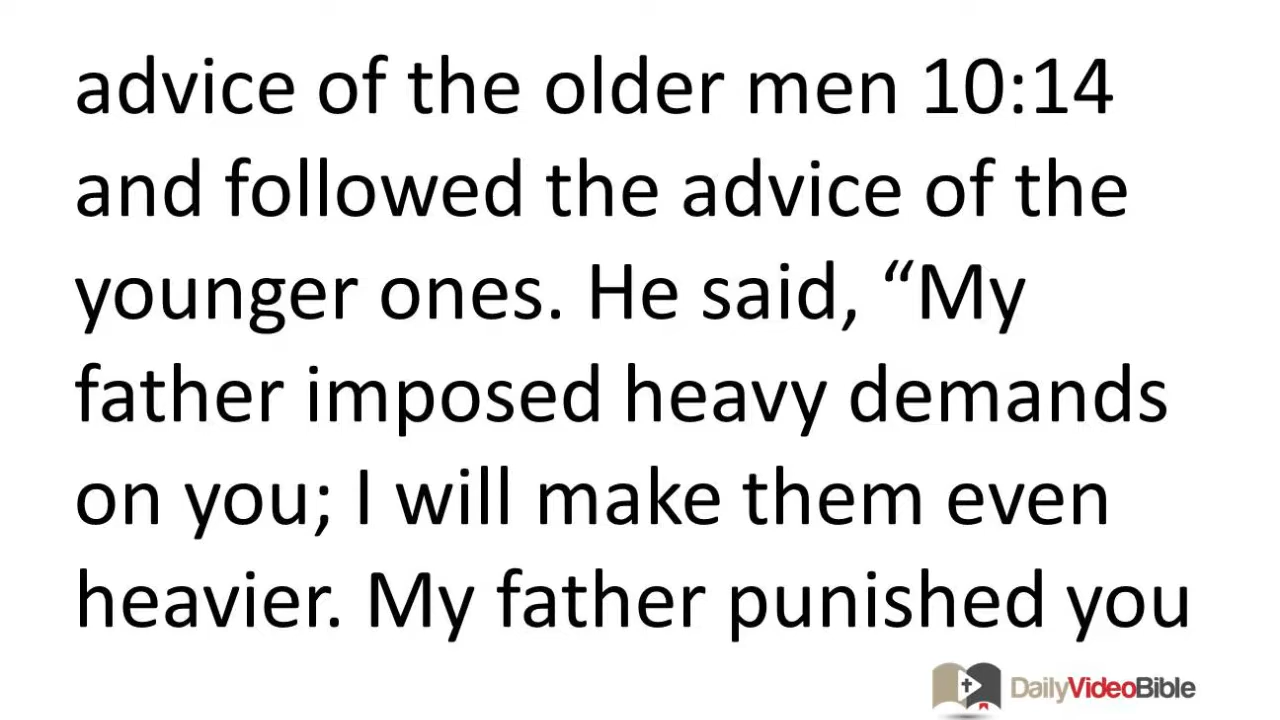 advice of the older men 10:14
and followed the advice of the
younger ones. He said, “My
father imposed heavy demands
on you; I will make them even
heavier. My father punished you
DailyVideoBible